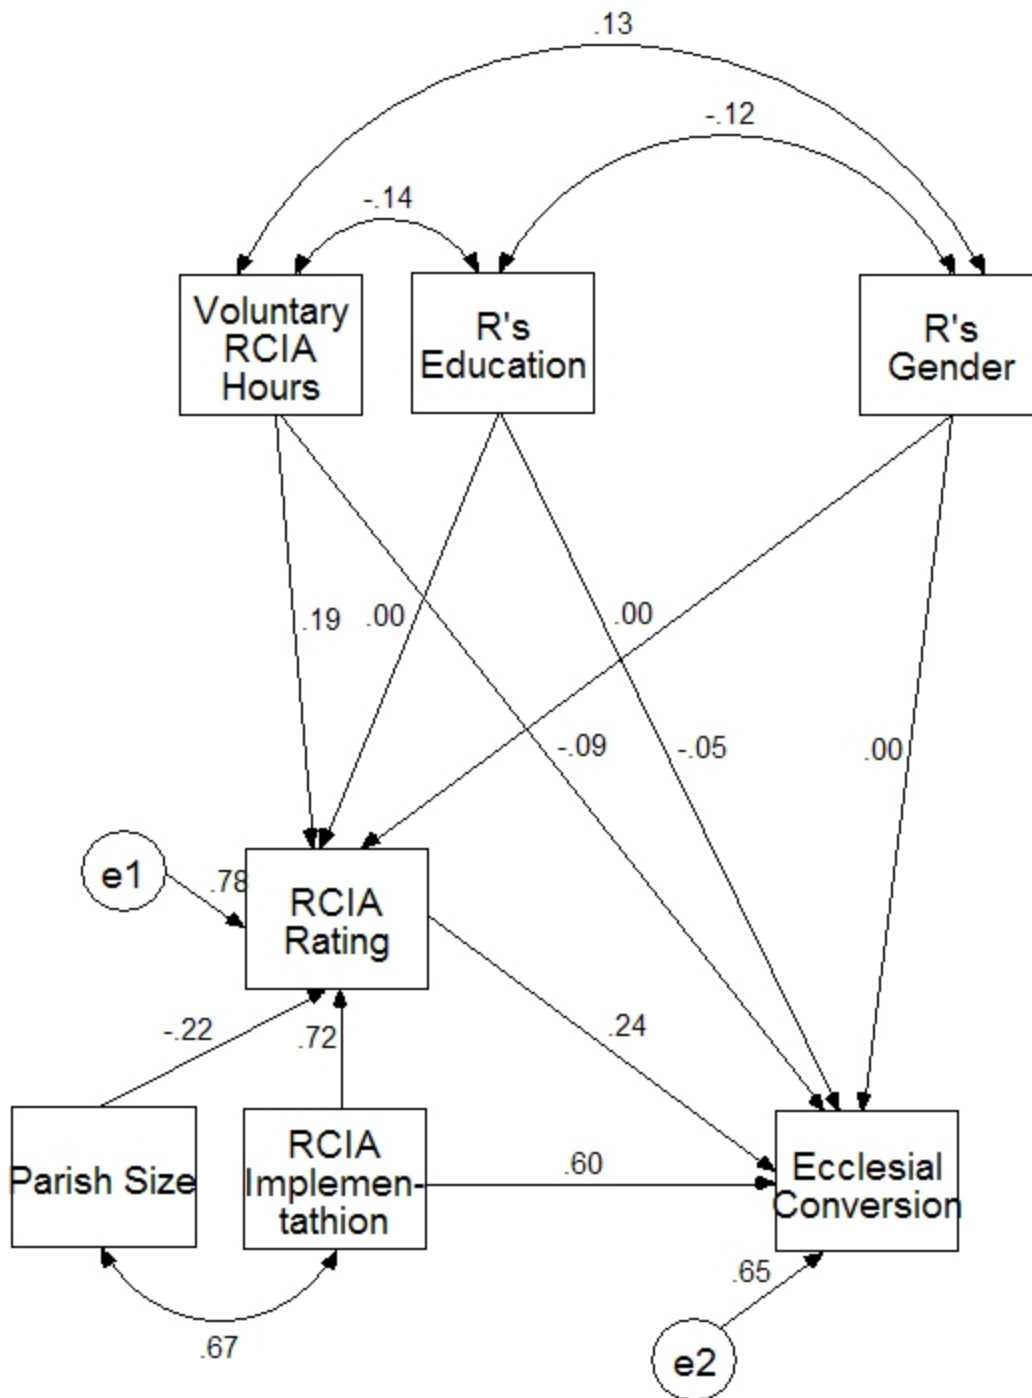 .13
-.12
-.14
Voluntary
RCIA
Hours
R's
Education
R's
Gender
.19
.00
.00
-.09
-.05
.00
e1
.78
RCIA
Rating
-.22
.72
.24
Parish Size
RCIA
Implemen-
tathion
.60
Ecclesial
Conversion
.67
.65
e2